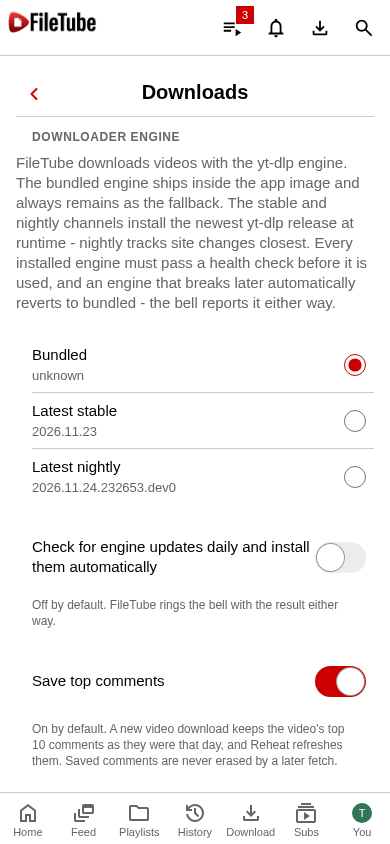 FileTube
3
Downloads
DOWNLOADER ENGINE
FileTube downloads videos with the yt-dlp engine.
The bundled engine ships inside the app image and
always remains as the fallback. The stable and
nightly channels install the newest yt-dlp release at
runtime - nightly tracks site changes closest. Every
installed engine must pass a health check before it is
used, and an engine that breaks later automatically
reverts to bundled - the bell reports it either way.
Bundled
unknown
Latest stable
2026.11.23
Latest nightly
2026.11.24.232653.dev0
Check for engine updates daily and install
them automatically
Off by default. FileTube rings the bell with the result either
way.
Save top comments
On by default. A new video download keeps the video's top
10 comments as they were that day, and Reheat refreshes
them. Saved comments are never erased by a later fetch.
T
Home Feed Playlists History Download Subs You